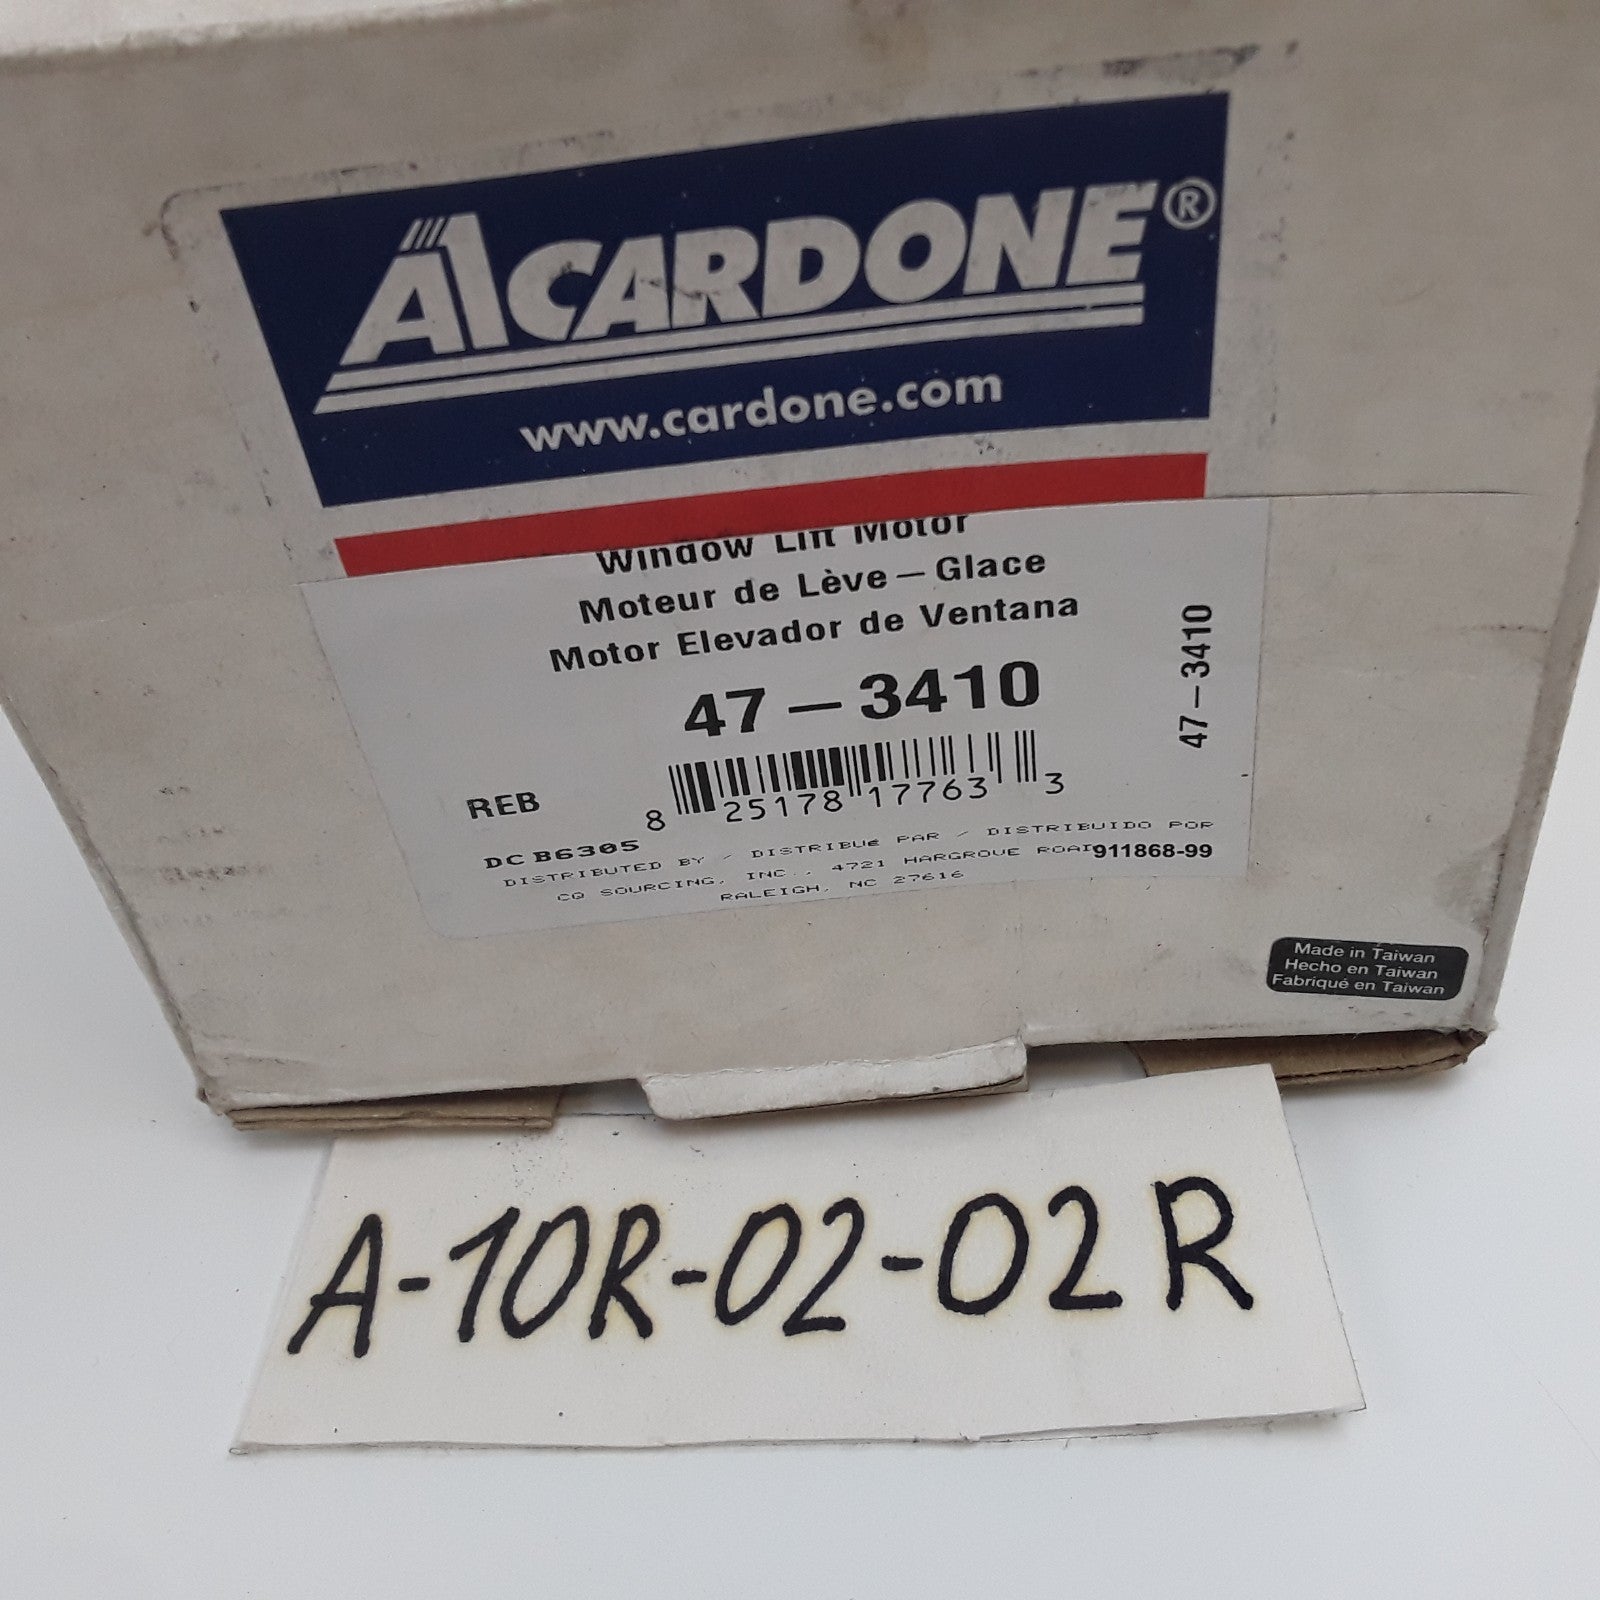 A1CARDONE®
www.cardone.com
Window Lift Motor
Moteur de Lève — Glace
Motor Elevador de Ventana
47 — 3410
47 — 3410
REB
8 25178 17763 3
DC B6305
DISTRIBUTED BY / DISTRIBUé PAR / DISTRIBUIDO POR
CQ SOURCING, INC., 4721 HARGROVE ROAD
911868-99
RALEIGH, NC 27616
Made in Taiwan
Hecho en Taiwan
Fabriqué en Taiwan
A-10R-02-02R